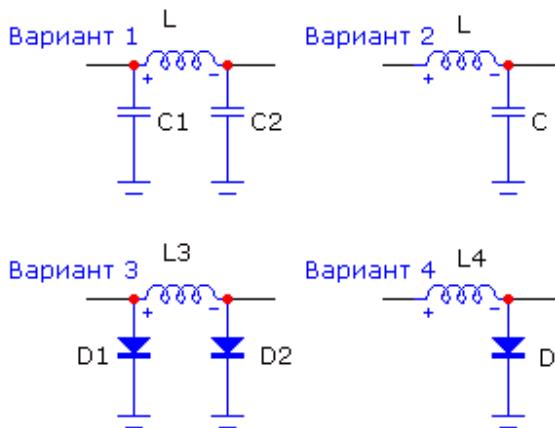 L
Вариант 1
+ -
C1
C2
L
Вариант 2
+ -
C
L3
Вариант 3
+ -
D1
D2
L4
Вариант 4
+ -
D